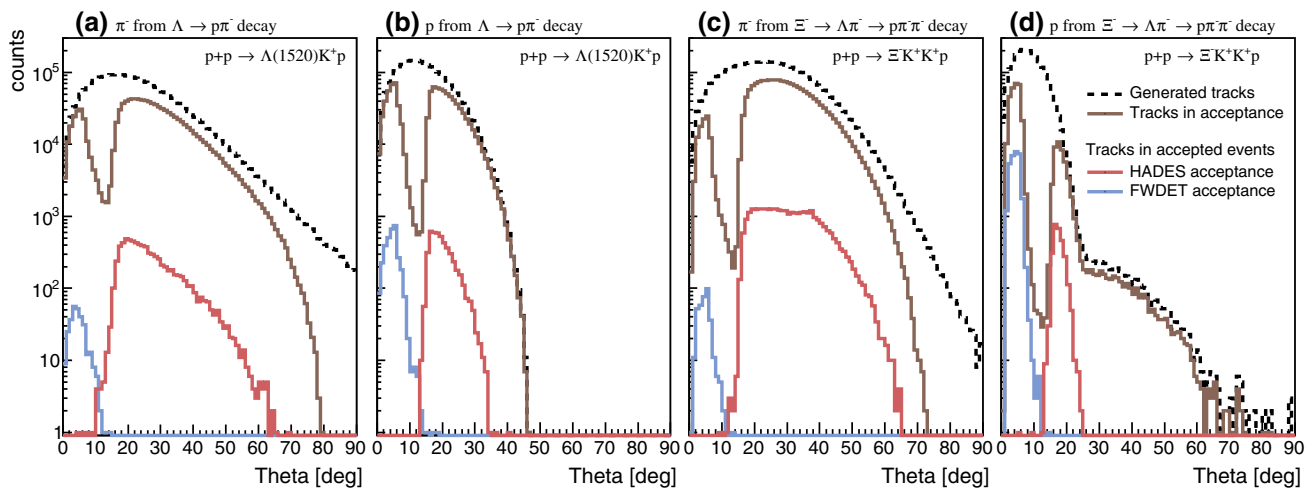 (a) π⁻ from Λ → pπ⁻ decay
(b) p from Λ → pπ⁻ decay
(c) π⁻ from Ξ⁻ → Λπ⁻ → pπ⁻π⁻ decay
(d) p from Ξ⁻ → Λπ⁻ → pπ⁻π⁻ decay
counts
p+p → Λ(1520)K⁺p
p+p → Λ(1520)K⁺p
p+p → Ξ⁻K⁺K⁺p
p+p → Ξ⁻K⁺K⁺p
Generated tracks
Tracks in acceptance
Tracks in accepted events
HADES acceptance
FWDET acceptance
10⁵
10⁴
10³
10²
10
1
0 10 20 30 40 50 60 70 80 90
0 10 20 30 40 50 60 70 80 90
0 10 20 30 40 50 60 70 80 90
0 10 20 30 40 50 60 70 80 90
Theta [deg]
Theta [deg]
Theta [deg]
Theta [deg]